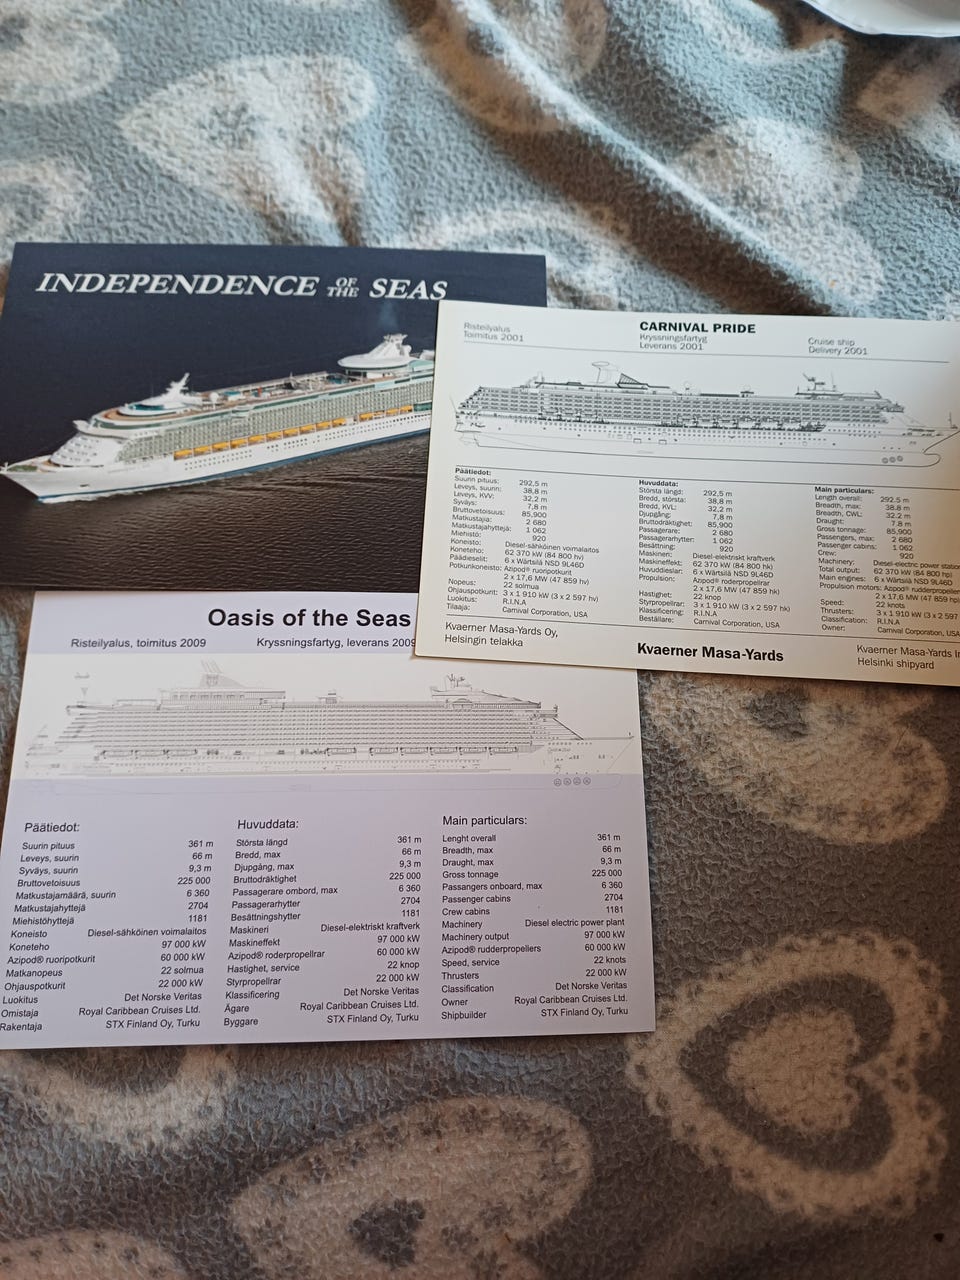 INDEPENDENCE OF THE SEAS
CARNIVAL PRIDE
Risteilyalus
Toimitus 2001
Kryssningsfartyg
Leverans 2001
Cruise ship
Delivery 2001
Päätiedot:
Suurin pituus: 292,5 m
Leveys, suurin: 38,8 m
Leveys, KVV: 32,2 m
Syväys: 7,8 m
Bruttovetoisuus: 85,900
Matkustajia: 2 680
Matkustajahyttejä: 1 062
Miehistö: 920
Koneisto: Diesel-sähköinen voimalaitos
Koneteho: 62 370 kW (84 800 hv)
Päädieselit: 6 x Wärtsilä NSD 9L46D
Potkurikoneisto: Azipod® ruoripotkurit
2 x 17,6 MW (47 859 hv)
Nopeus: 22 solmua
Ohjauspotkurit: 3 x 1 910 kW (3 x 2 597 hv)
Luokitus: R.I.N.A
Tilaaja: Carnival Corporation, USA
Huvuddata:
Största längd: 292,5 m
Bredd, största: 38,8 m
Bredd, KVL: 32,2 m
Djupgång: 7,8 m
Bruttodräktighet: 85,900
Passagerare: 2 680
Passagerarhytter: 1 062
Besättning: 920
Maskineri: Diesel-elektriskt kraftverk
Maskineffekt: 62 370 kW (84 800 hk)
Huvuddieslar: 6 x Wärtsilä NSD 9L46D
Propulsion: Azipod® roderpropellrar
2 x 17,6 MW (47 859 hk)
Hastighet: 22 knop
Styrpropellrar: 3 x 1 910 kW (3 x 2 597 hk)
Klassificering: R.I.N.A
Beställare: Carnival Corporation, USA
Main particulars:
Length overall: 292.5 m
Breadth, max: 38.8 m
Breadth, CWL: 32.2 m
Draught: 7.8 m
Gross tonnage: 85,900
Passengers, max: 2 680
Passenger cabins: 1 062
Crew: 920
Machinery: Diesel-electric power station
Total output: 62 370 kW (84 800 hp)
Main engines: 6 x Wärtsilä NSD 9L46D
Propulsion motors: Azipod® rudderpropellers
2 x 17,6 MW (47 859 hp)
Speed: 22 knots
Thrusters: 3 x 1 910 kW (3 x 2 597
Classification: R.I.N.A
Owner: Carnival Corporation, USA
Kvaerner Masa-Yards Oy,
Helsingin telakka
Kvaerner Masa-Yards
Kvaerner Masa-Yards In
Helsinki shipyard
Oasis of the Seas
Risteilyalus, toimitus 2009
Kryssningsfartyg, leverans 2009
Päätiedot:
Suurin pituus 361 m
Leveys, suurin 66 m
Syväys, suurin 9,3 m
Bruttovetoisuus 225 000
Matkustajamäärä, suurin 6 360
Matkustajahyttejä 2704
Miehistöhyttejä 1181
Koneisto Diesel-sähköinen voimalaitos
Koneteho 97 000 kW
Azipod® ruoripotkurit 60 000 kW
Matkanopeus 22 solmua
Ohjauspotkurit 22 000 kW
Luokitus Det Norske Veritas
Omistaja Royal Caribbean Cruises Ltd.
Rakentaja STX Finland Oy, Turku
Huvuddata:
Största längd 361 m
Bredd, max 66 m
Djupgång, max 9,3 m
Bruttodräktighet 225 000
Passagerare ombord, max 6 360
Passagerarhytter 2704
Besättningshytter 1181
Maskineri Diesel-elektriskt kraftverk
Maskineffekt 97 000 kW
Azipod® roderpropellrar 60 000 kW
Hastighet, service 22 knop
Styrpropellrar 22 000 kW
Klassificering Det Norske Veritas
Ägare Royal Caribbean Cruises Ltd.
Byggare STX Finland Oy, Turku
Main particulars:
Lenght overall 361 m
Breadth, max 66 m
Draught, max 9,3 m
Gross tonnage 225 000
Passangers onboard, max 6 360
Passenger cabins 2704
Crew cabins 1181
Machinery Diesel electric power plant
Machinery output 97 000 kW
Azipod® rudderpropellers 60 000 kW
Speed, service 22 knots
Thrusters 22 000 kW
Classification Det Norske Veritas
Owner Royal Caribbean Cruises Ltd.
Shipbuilder STX Finland Oy, Turku